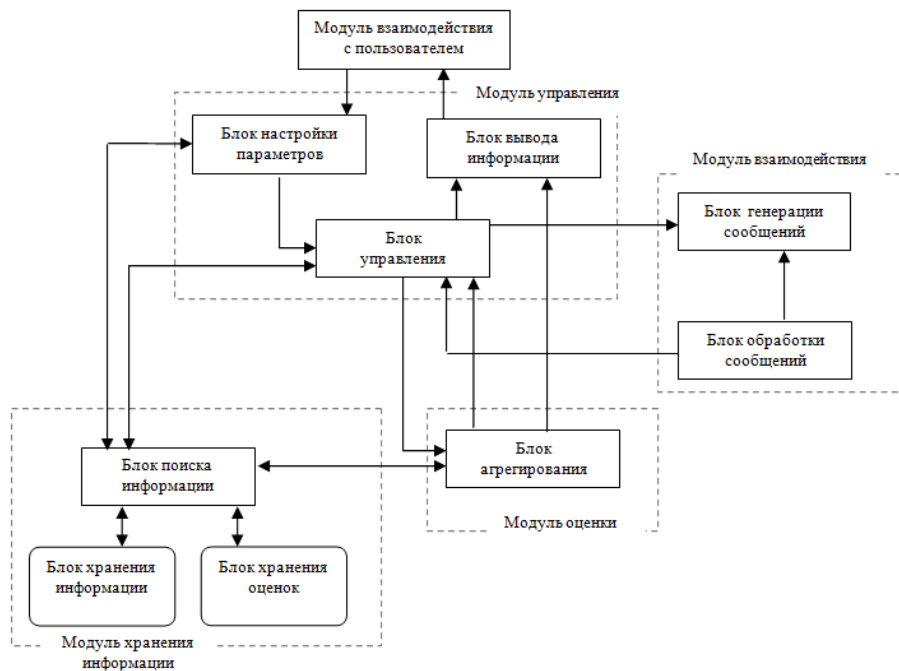 Модуль взаимодействия
с пользователем
Модуль управления
Блок настройки
параметров
Блок вывода
информации
Модуль взаимодействия
Блок генерации
сообщений
Блок
управления
Блок обработки
сообщений
Блок поиска
информации
Блок
агрегирования
Модуль оценки
Блок хранения
информации
Блок хранения
оценок
Модуль хранения
информации